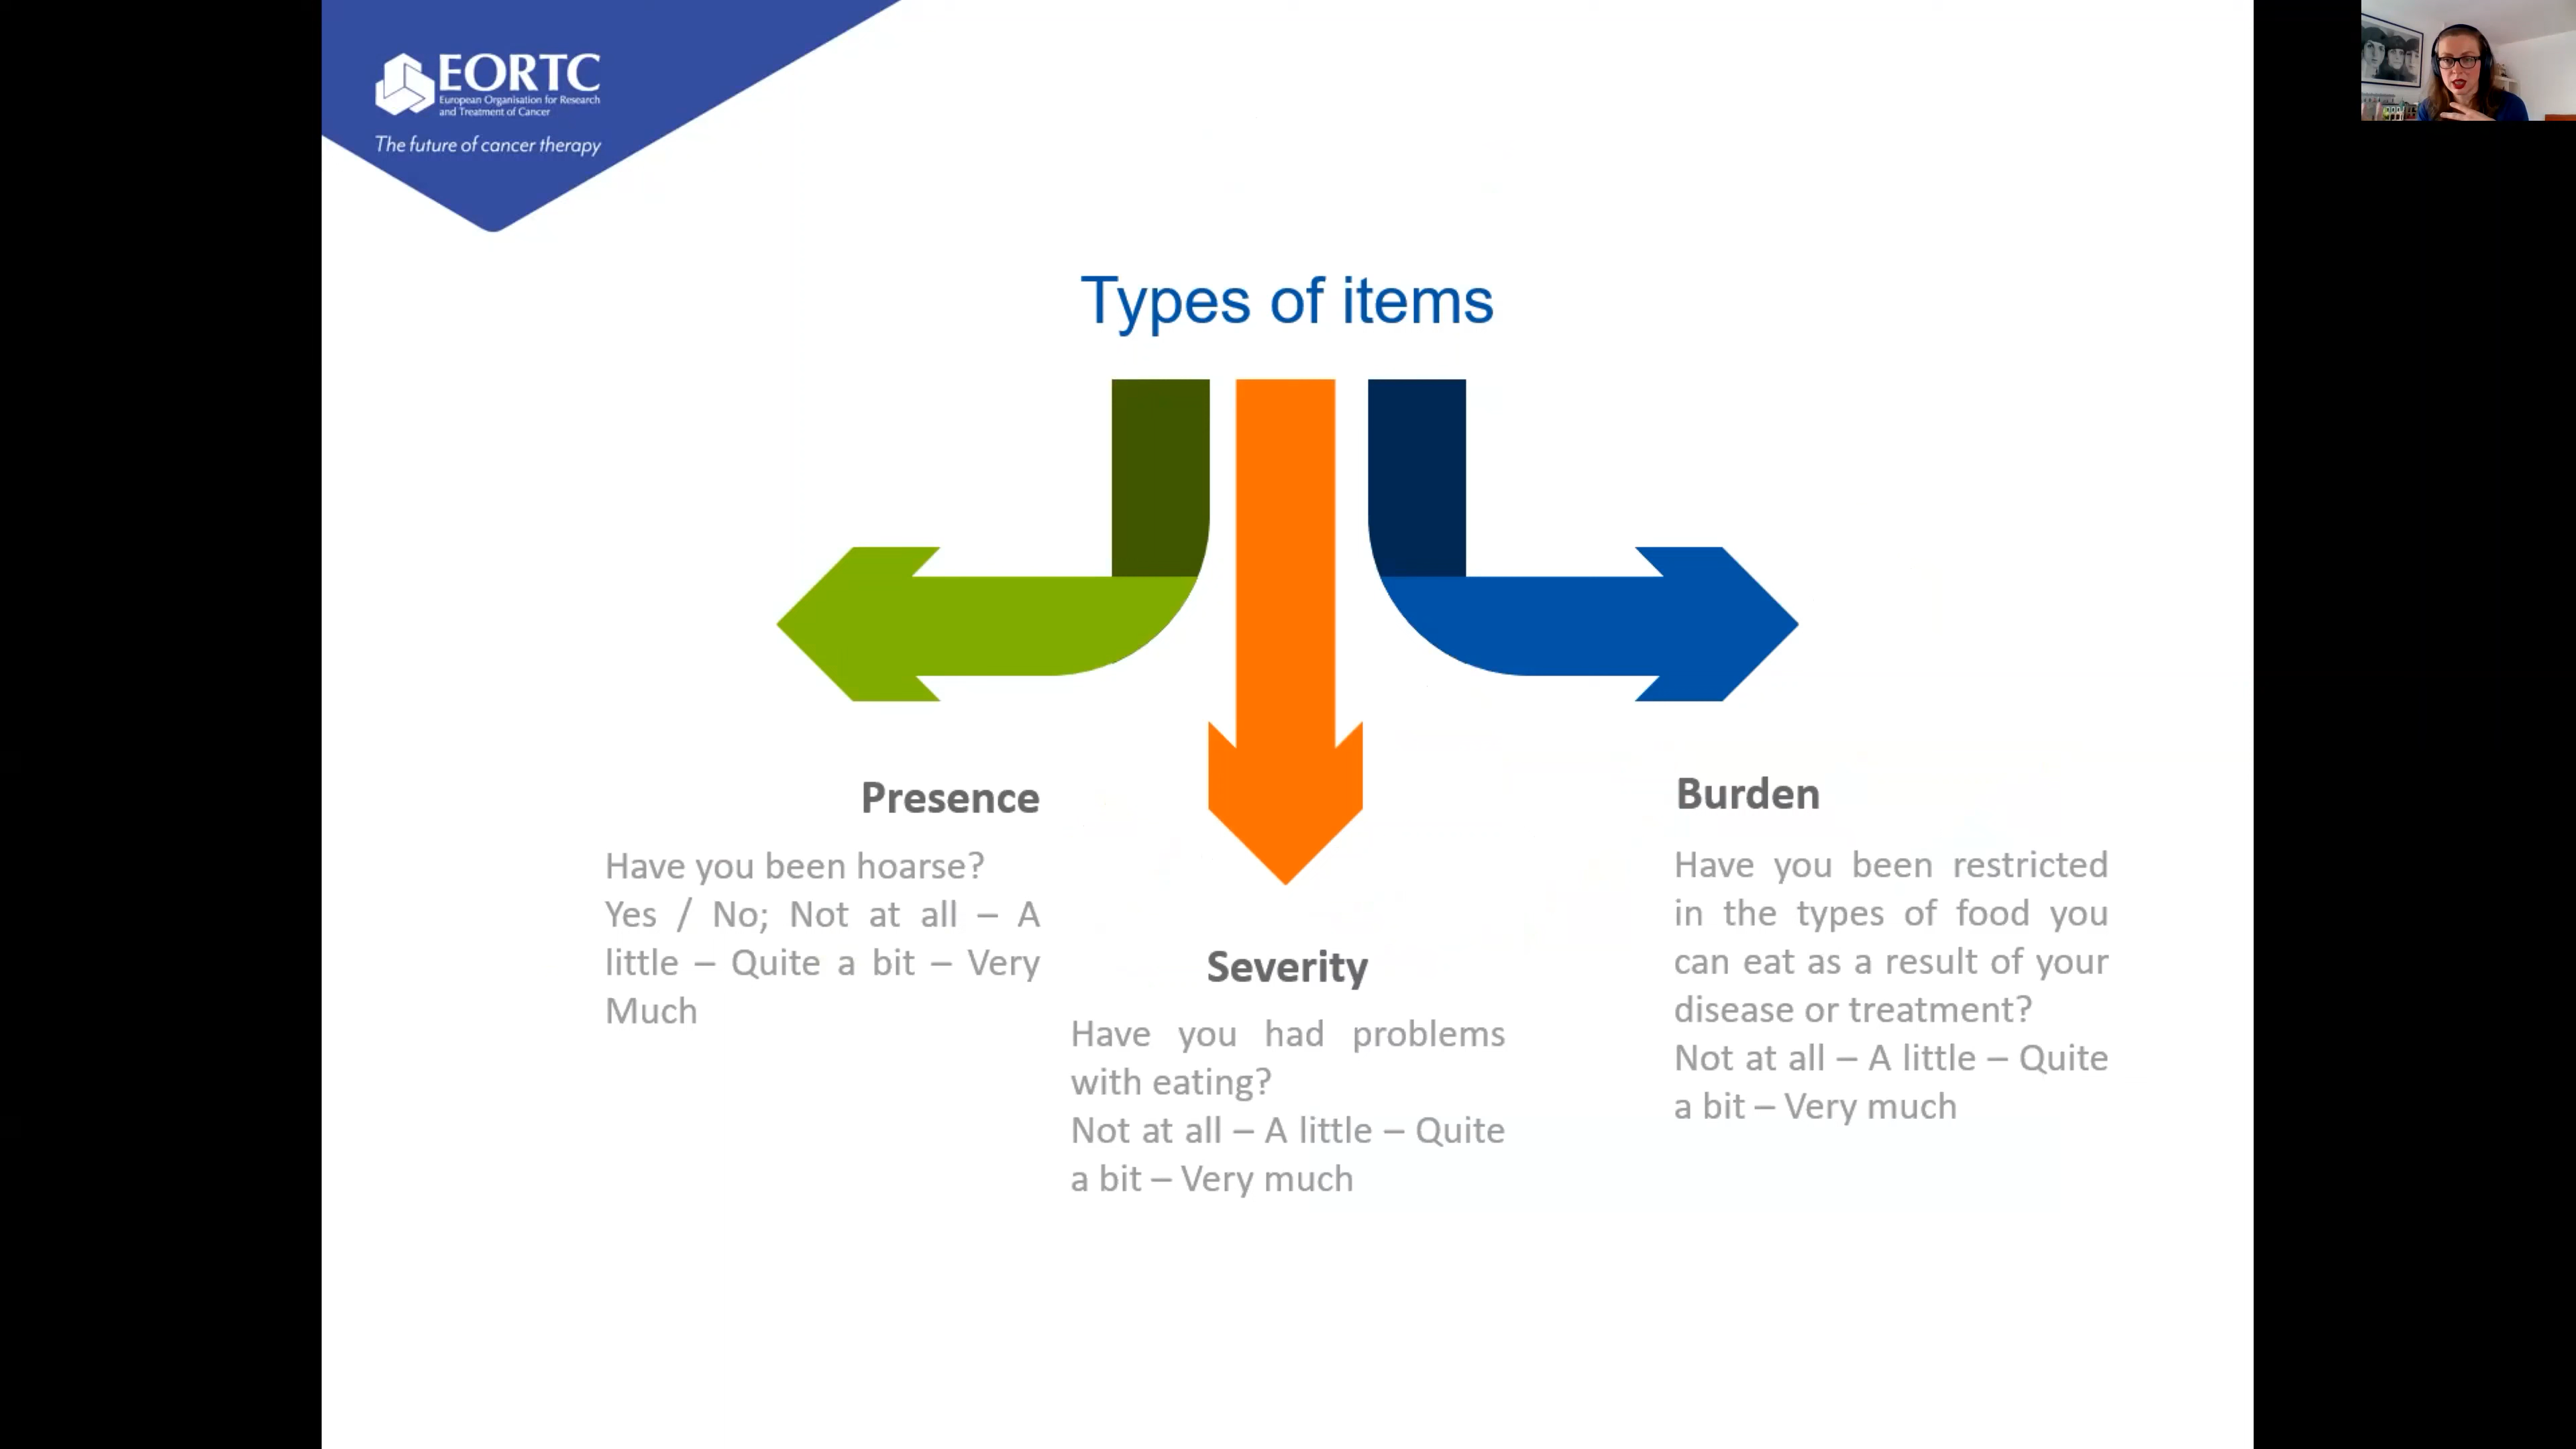 EORTC
European Organisation for Research
and Treatment of Cancer
The future of cancer therapy
Types of items
Presence
Have you been hoarse?
Yes / No; Not at all – A
little – Quite a bit – Very
Much
Severity
Have you had problems
with eating?
Not at all – A little – Quite
a bit – Very much
Burden
Have you been restricted
in the types of food you
can eat as a result of your
disease or treatment?
Not at all – A little – Quite
a bit – Very much